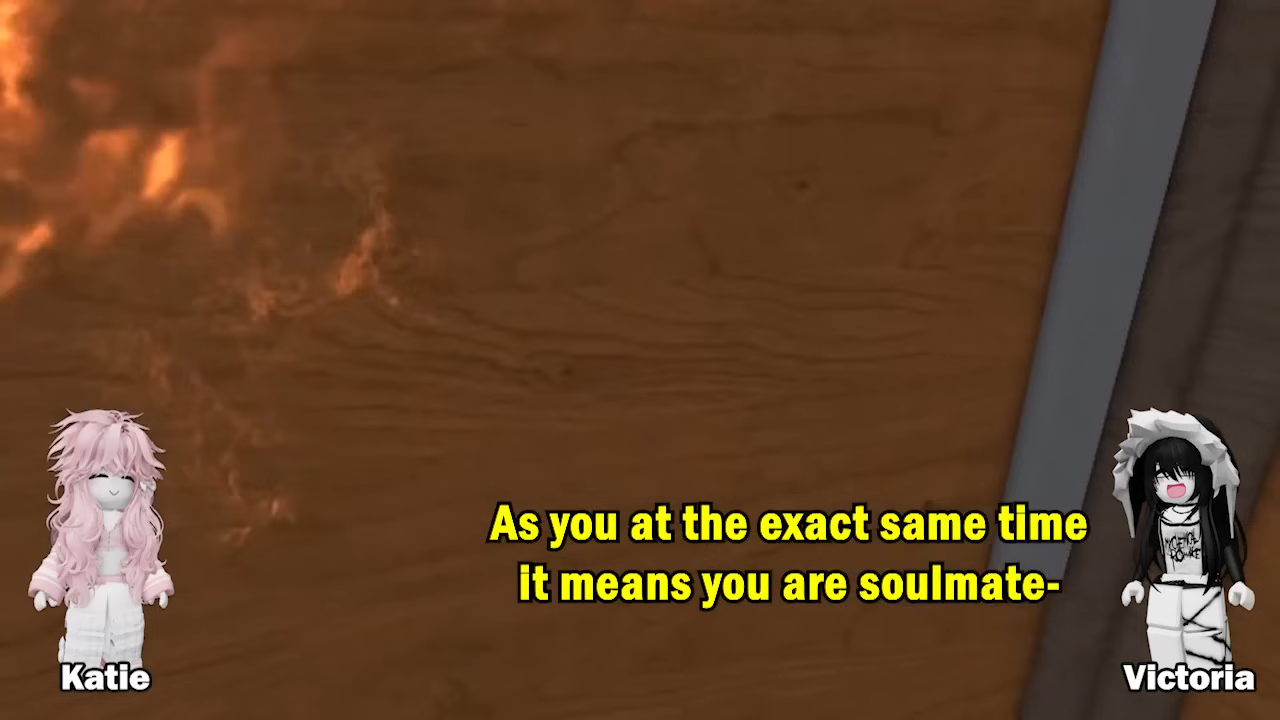 As you at the exact same time
it means you are soulmate-
Katie
Victoria